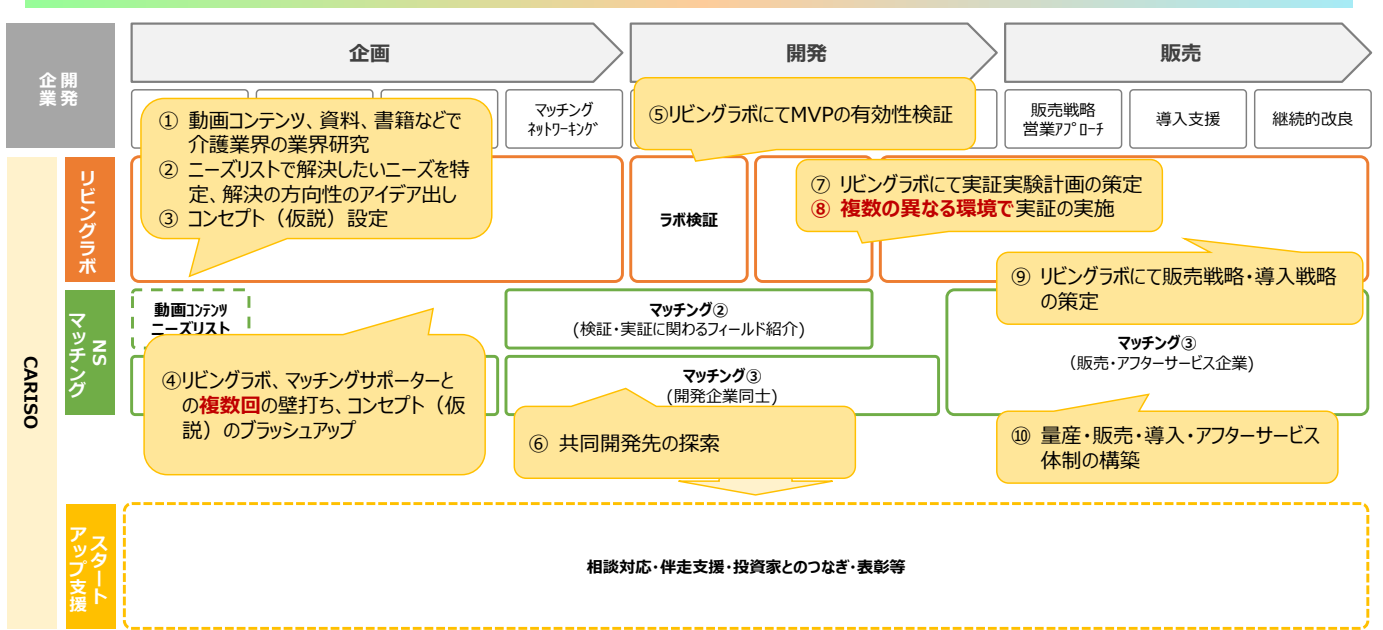 企画
開発
販売
開発
企業
マッチング
ネットワーキング
販売戦略
営業アプローチ
導入支援
継続的改良
① 動画コンテンツ、資料、書籍などで
介護業界の業界研究
② ニーズリストで解決したいニーズを特
定、解決の方向性のアイデア出し
③ コンセプト（仮説）設定
⑤リビングラボにてMVPの有効性検証
リビングラボ
ラボ検証
⑦ リビングラボにて実証実験計画の策定
⑧ 複数の異なる環境で実証の実施
⑨ リビングラボにて販売戦略・導入戦略
の策定
CARISO
NS
マッチング
動画コンテンツ
ニーズリスト
マッチング②
(検証・実証に関わるフィールド紹介)
マッチング③
(販売・アフターサービス企業)
マッチング③
(開発企業同士)
④リビングラボ、マッチングサポーターと
の複数回の壁打ち、コンセプト（仮
説）のブラッシュアップ
⑥ 共同開発先の探索
⑩ 量産・販売・導入・アフターサービス
体制の構築
スタート
アップ支援
相談対応・伴走支援・投資家とのつなぎ・表彰等